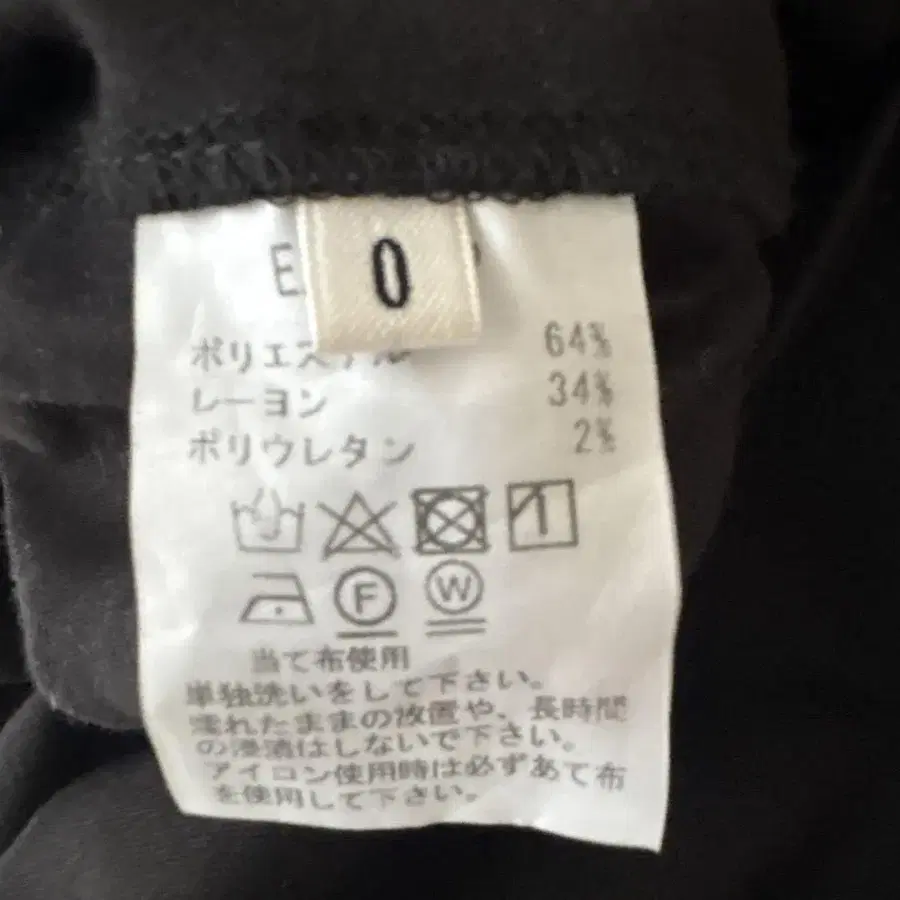 0
ポリエステル 64%
レーヨン 34%
ポリウレタン 2%
F W
当て布使用
単独洗いをして下さい。
濡れたままの放置や、長時間
の浸漬はしないで下さい。
アイロン使用時は必ずあて布
を使用して下さい。